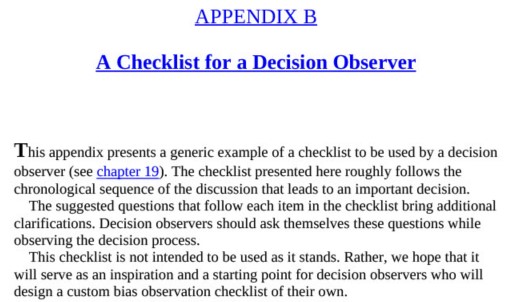 APPENDIX B
A Checklist for a Decision Observer
This appendix presents a generic example of a checklist to be used by a decision
observer (see chapter 19). The checklist presented here roughly follows the
chronological sequence of the discussion that leads to an important decision.
The suggested questions that follow each item in the checklist bring additional
clarifications. Decision observers should ask themselves these questions while
observing the decision process.
This checklist is not intended to be used as it stands. Rather, we hope that it
will serve as an inspiration and a starting point for decision observers who will
design a custom bias observation checklist of their own.